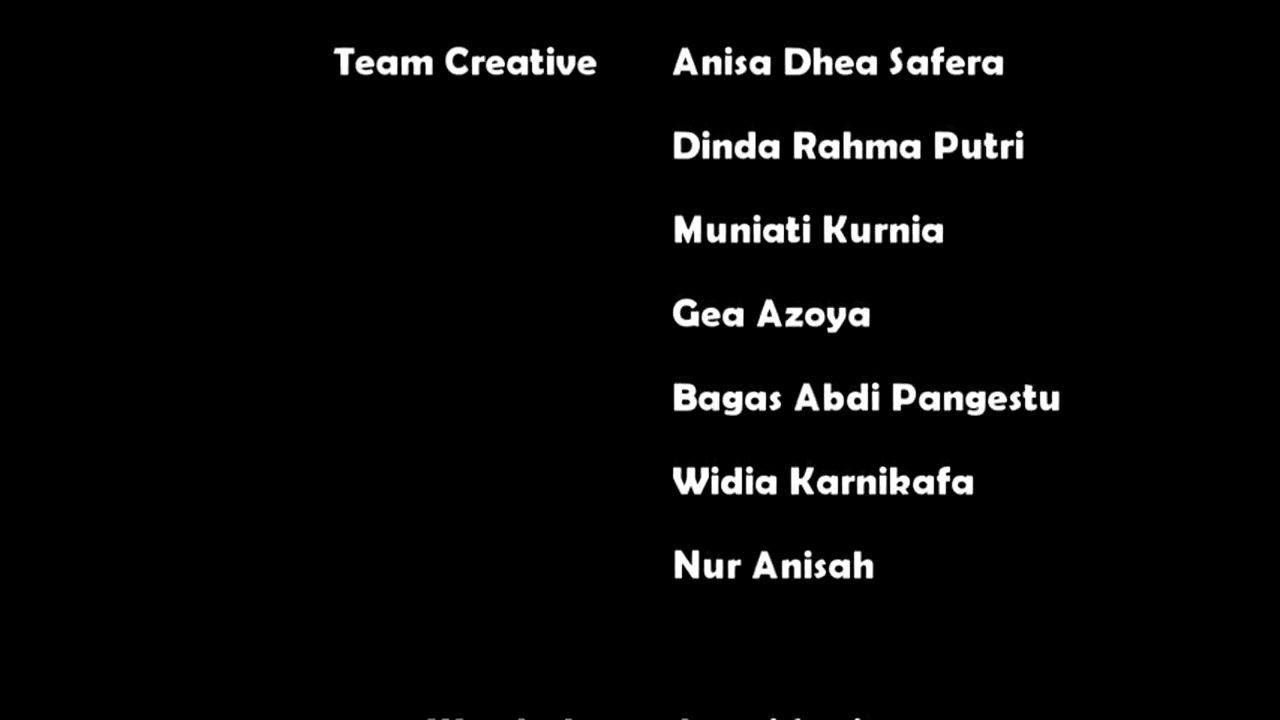 Team Creative Anisa Dhea Safera
Dinda Rahma Putri
Muniati Kurnia
Gea Azoya
Bagas Abdi Pangestu
Widia Karnikafa
Nur Anisah